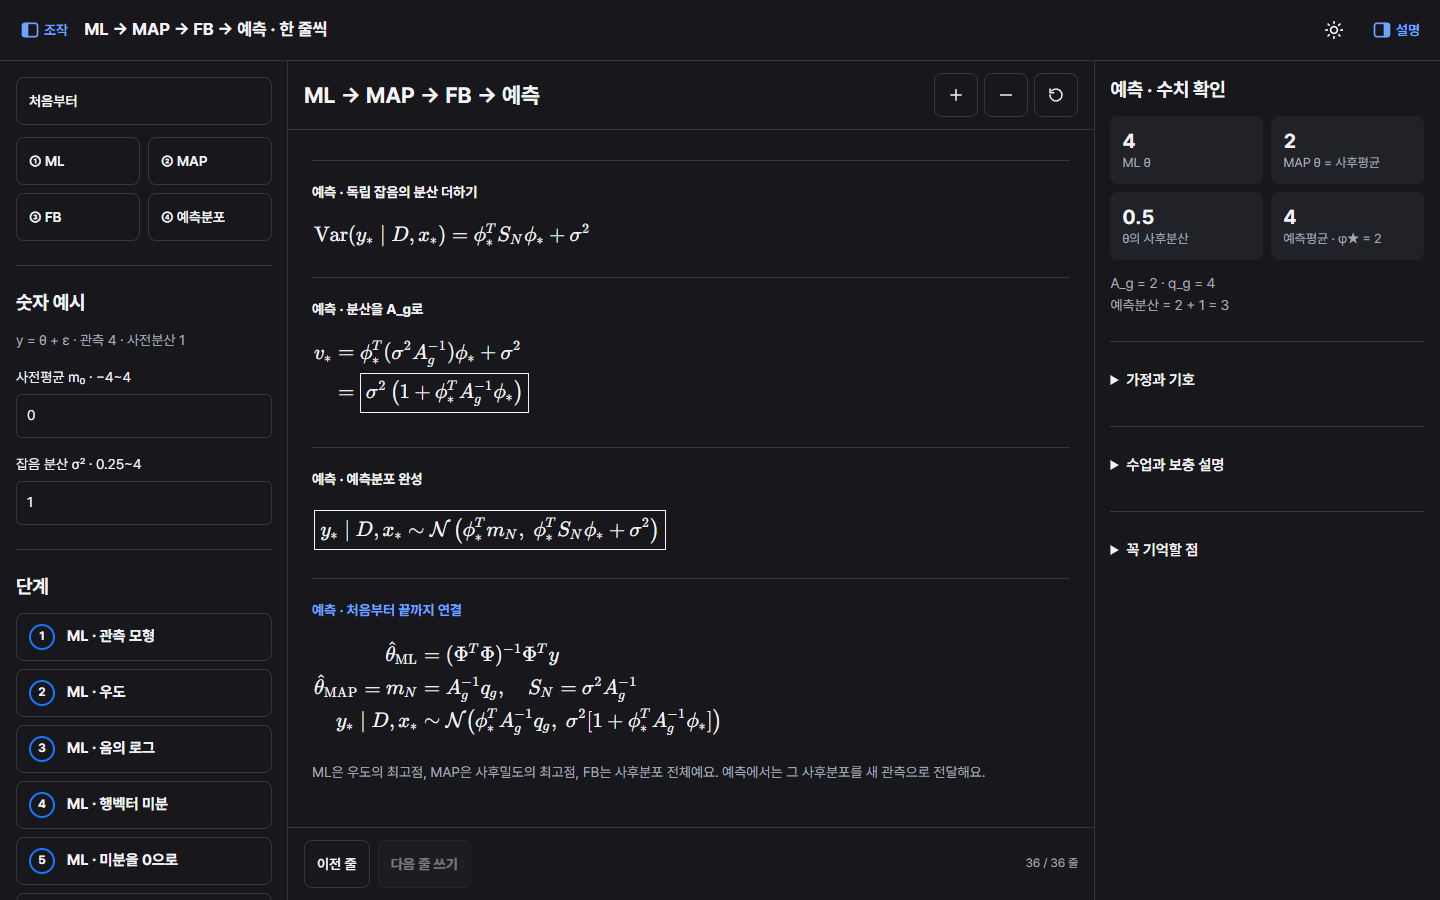 조작
ML → MAP → FB → 예측 · 한 줄씩
설명
처음부터
① ML
② MAP
③ FB
④ 예측분포
숫자 예시
y = θ + ε · 관측 4 · 사전분산 1
사전평균 m₀ · −4~4
0
잡음 분산 σ² · 0.25~4
1
단계
1 ML · 관측 모형
2 ML · 우도
3 ML · 음의 로그
4 ML · 행벡터 미분
5 ML · 미분을 0으로
ML → MAP → FB → 예측
예측 · 독립 잡음의 분산 더하기
Var(y∗ | D, x∗) = ϕ∗ᵀ S_N ϕ∗ + σ²
예측 · 분산을 A_g로
v∗ = ϕ∗ᵀ(σ² A_g⁻¹)ϕ∗ + σ²
= σ² (1 + ϕ∗ᵀ A_g⁻¹ ϕ∗)
예측 · 예측분포 완성
y∗ | D, x∗ ∼ 𝒩 (ϕ∗ᵀ m_N, ϕ∗ᵀ S_N ϕ∗ + σ²)
예측 · 처음부터 끝까지 연결
θ̂_ML = (Φᵀ Φ)⁻¹ Φᵀ y
θ̂_MAP = m_N = A_g⁻¹ q_g, S_N = σ² A_g⁻¹
y∗ | D, x∗ ∼ 𝒩(ϕ∗ᵀ A_g⁻¹ q_g, σ²[1 + ϕ∗ᵀ A_g⁻¹ ϕ∗])
ML은 우도의 최고점, MAP은 사후밀도의 최고점, FB는 사후분포 전체예요. 예측에서는 그 사후분포를 새 관측으로 전달해요.
이전 줄
다음 줄 쓰기
36 / 36 줄
예측 · 수치 확인
4
ML θ
2
MAP θ = 사후평균
0.5
θ의 사후분산
4
예측평균 · φ★ = 2
A_g = 2 · q_g = 4
예측분산 = 2 + 1 = 3
▶ 가정과 기호
▶ 수업과 보충 설명
▶ 꼭 기억할 점